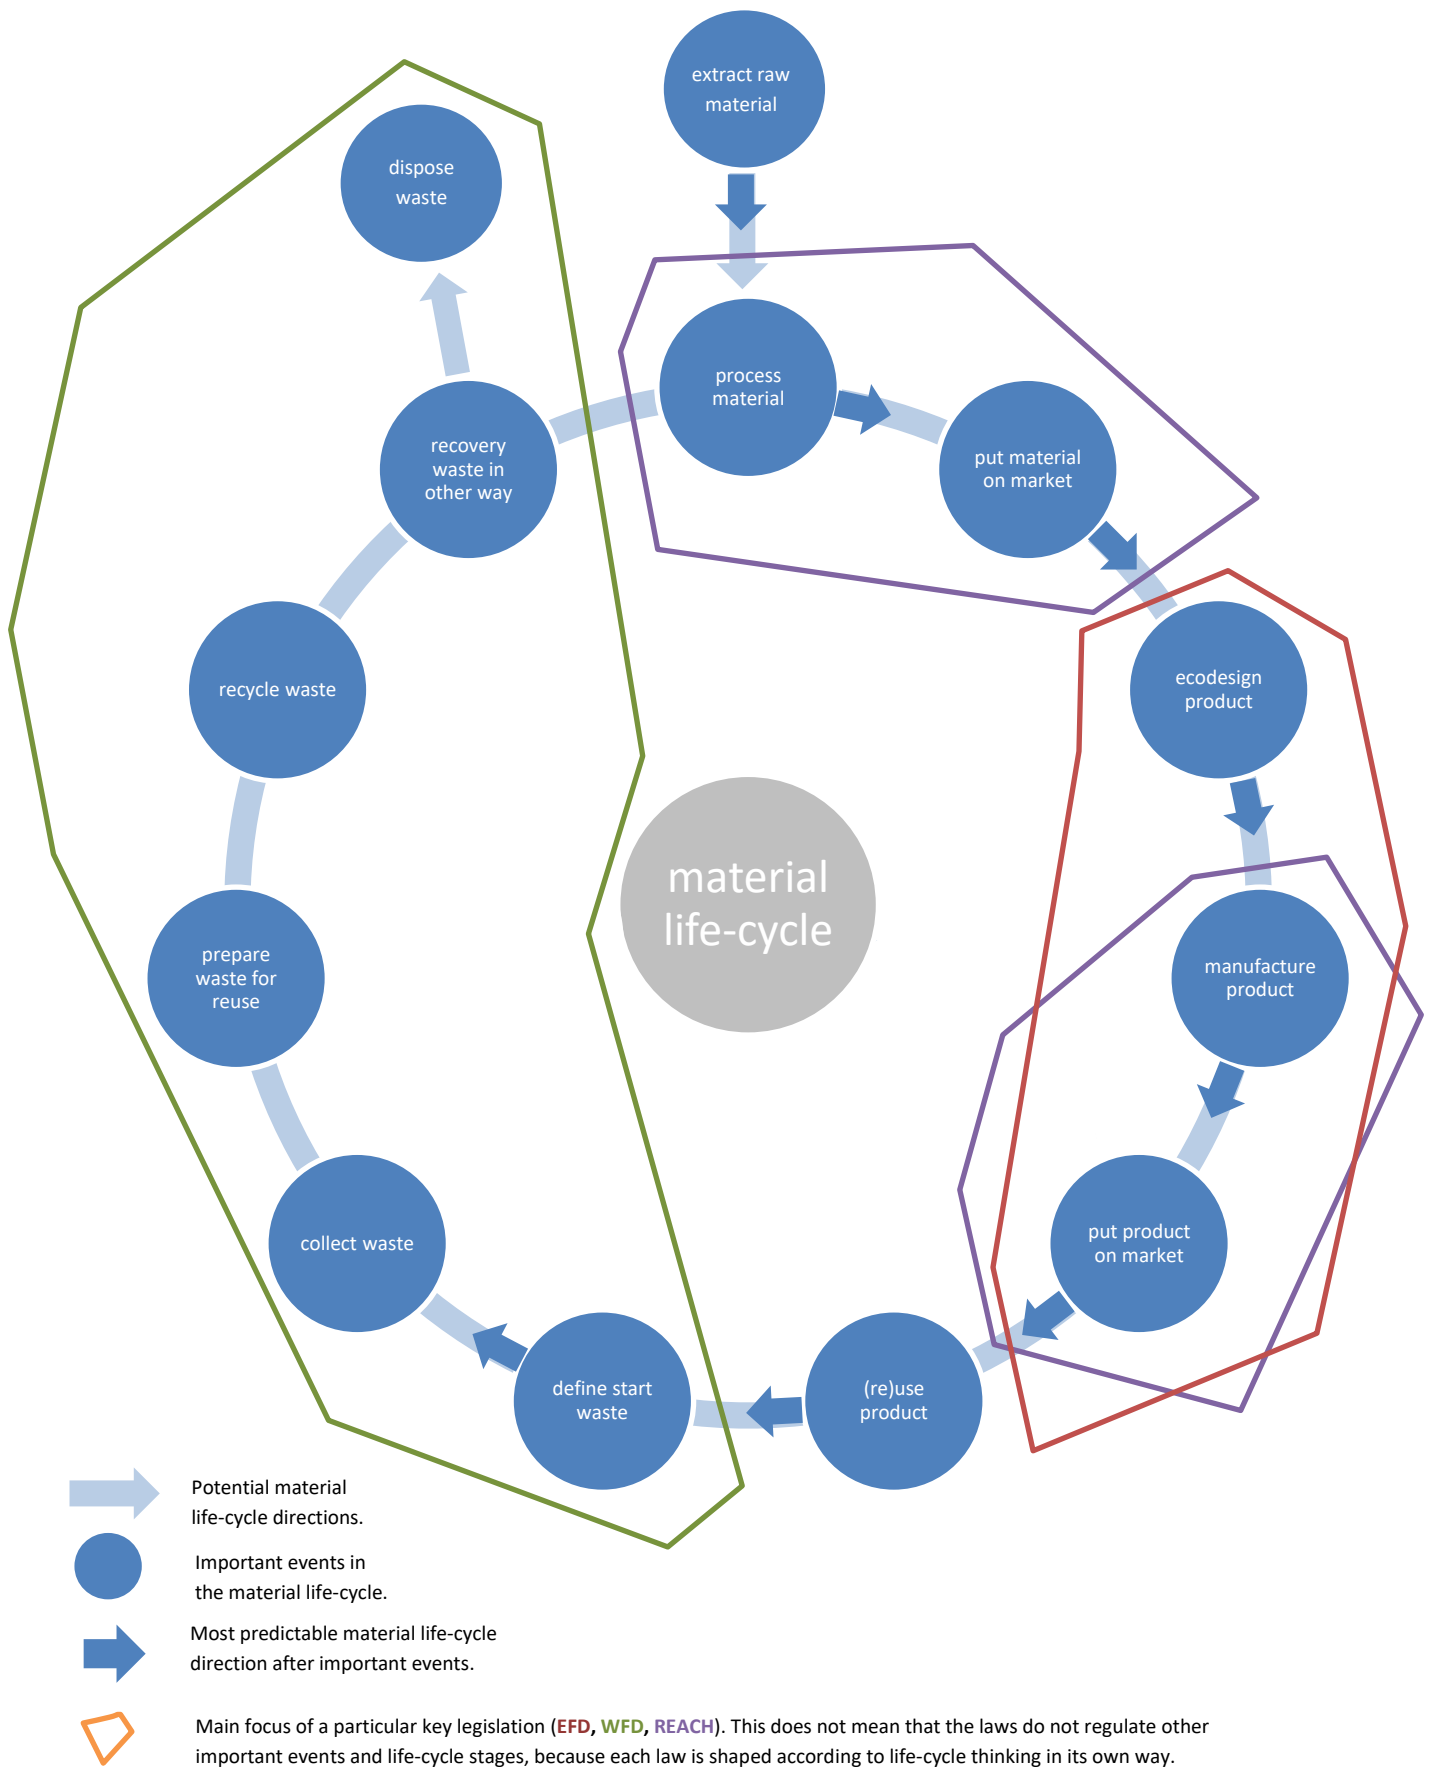 extract raw
material
dispose
waste
process
material
put material
on market
recovery
waste in
other way
ecodesign
product
recycle waste
material
life-cycle
manufacture
product
prepare
waste for
reuse
put product
on market
collect waste
(re)use
product
define start
waste
Potential material
life-cycle directions.
Important events in
the material life-cycle.
Most predictable material life-cycle
direction after important events.
Main focus of a particular key legislation (EFD, WFD, REACH). This does not mean that the laws do not regulate other
important events and life-cycle stages, because each law is shaped according to life-cycle thinking in its own way.